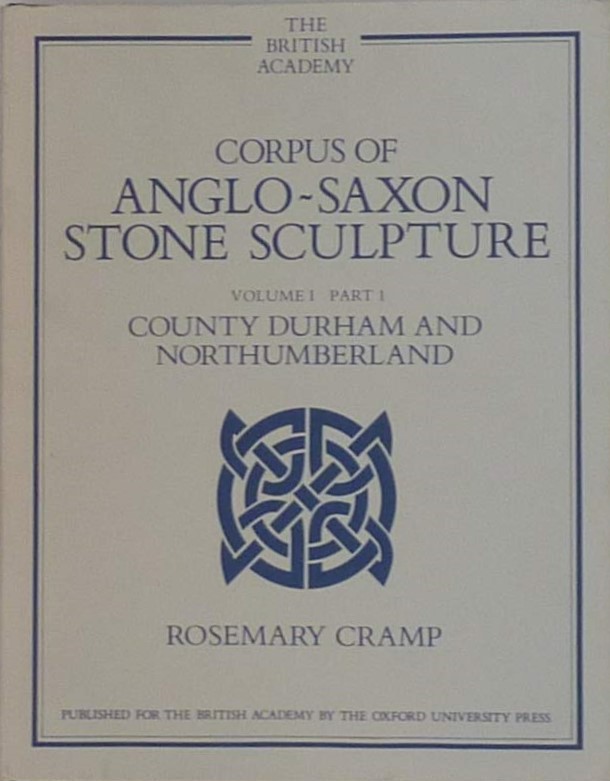 THE
BRITISH
ACADEMY
CORPUS OF
ANGLO-SAXON
STONE SCULPTURE
VOLUME I PART 1
COUNTY DURHAM AND
NORTHUMBERLAND
ROSEMARY CRAMP
PUBLISHED FOR THE BRITISH ACADEMY BY THE OXFORD UNIVERSITY PRESS